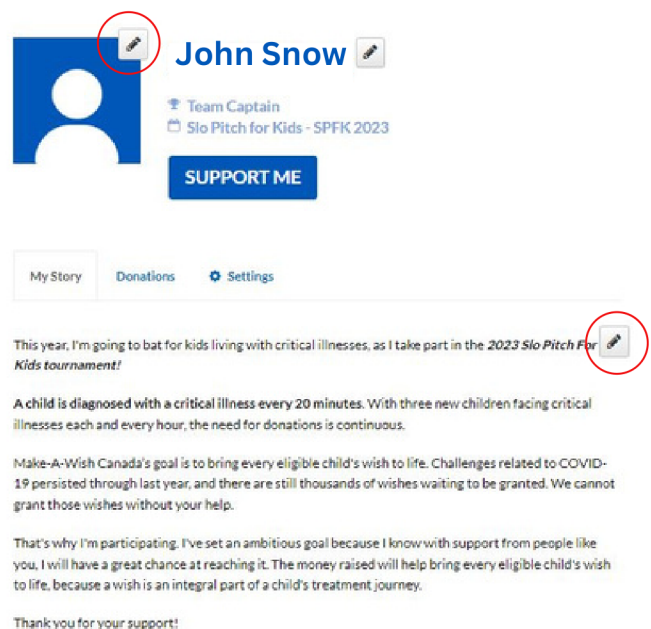 John Snow
Team Captain
Slo Pitch for Kids - SPFK 2023
SUPPORT ME
My Story Donations Settings
This year, I'm going to bat for kids living with critical illnesses, as I take part in the 2023 Slo Pitch For
Kids tournament!
A child is diagnosed with a critical illness every 20 minutes. With three new children facing critical
illnesses each and every hour, the need for donations is continuous.
Make-A-Wish Canada's goal is to bring every eligible child's wish to life. Challenges related to COVID-
19 persisted through last year, and there are still thousands of wishes waiting to be granted. We cannot
grant those wishes without your help.
That's why I'm participating. I've set an ambitious goal because I know with support from people like
you, I will have a great chance at reaching it. The money raised will help bring every eligible child's wish
to life, because a wish is an integral part of a child's treatment journey.
Thank you for your support!